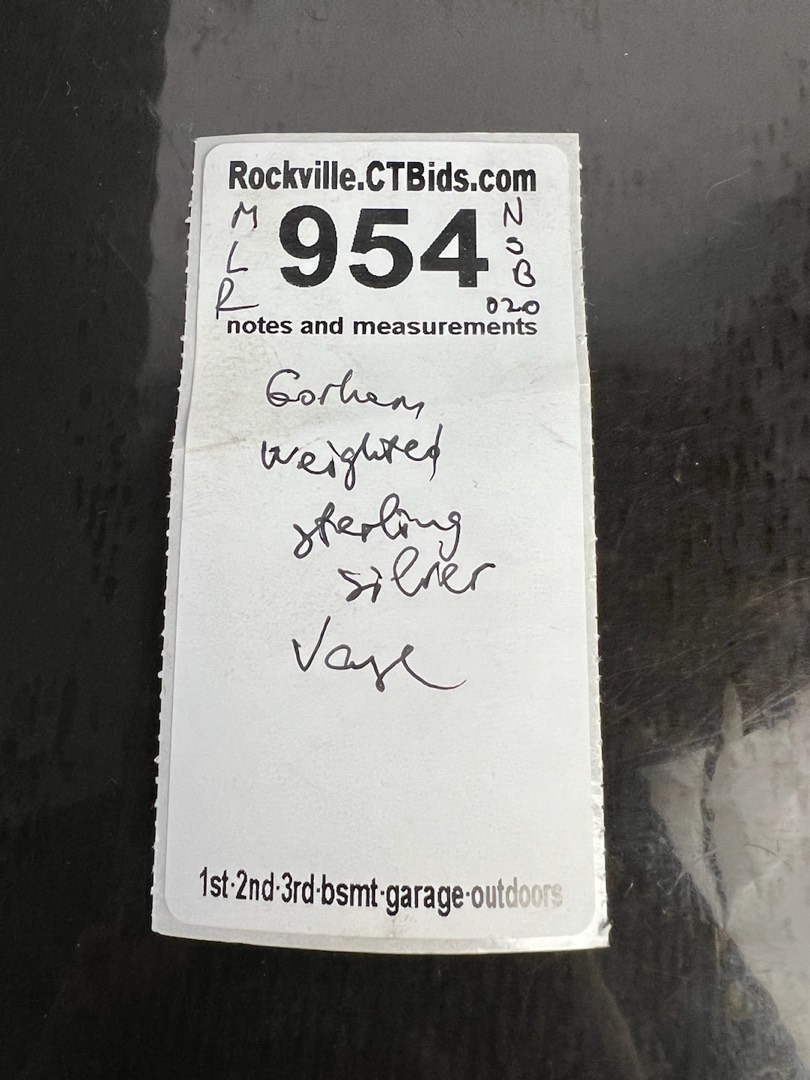 Rockville.CTBids.com
M L R
954
N S B 020
notes and measurements
Gorham
weighted
sterling
silver
Vase
1st·2nd·3rd·bsmt·garage·outdoors